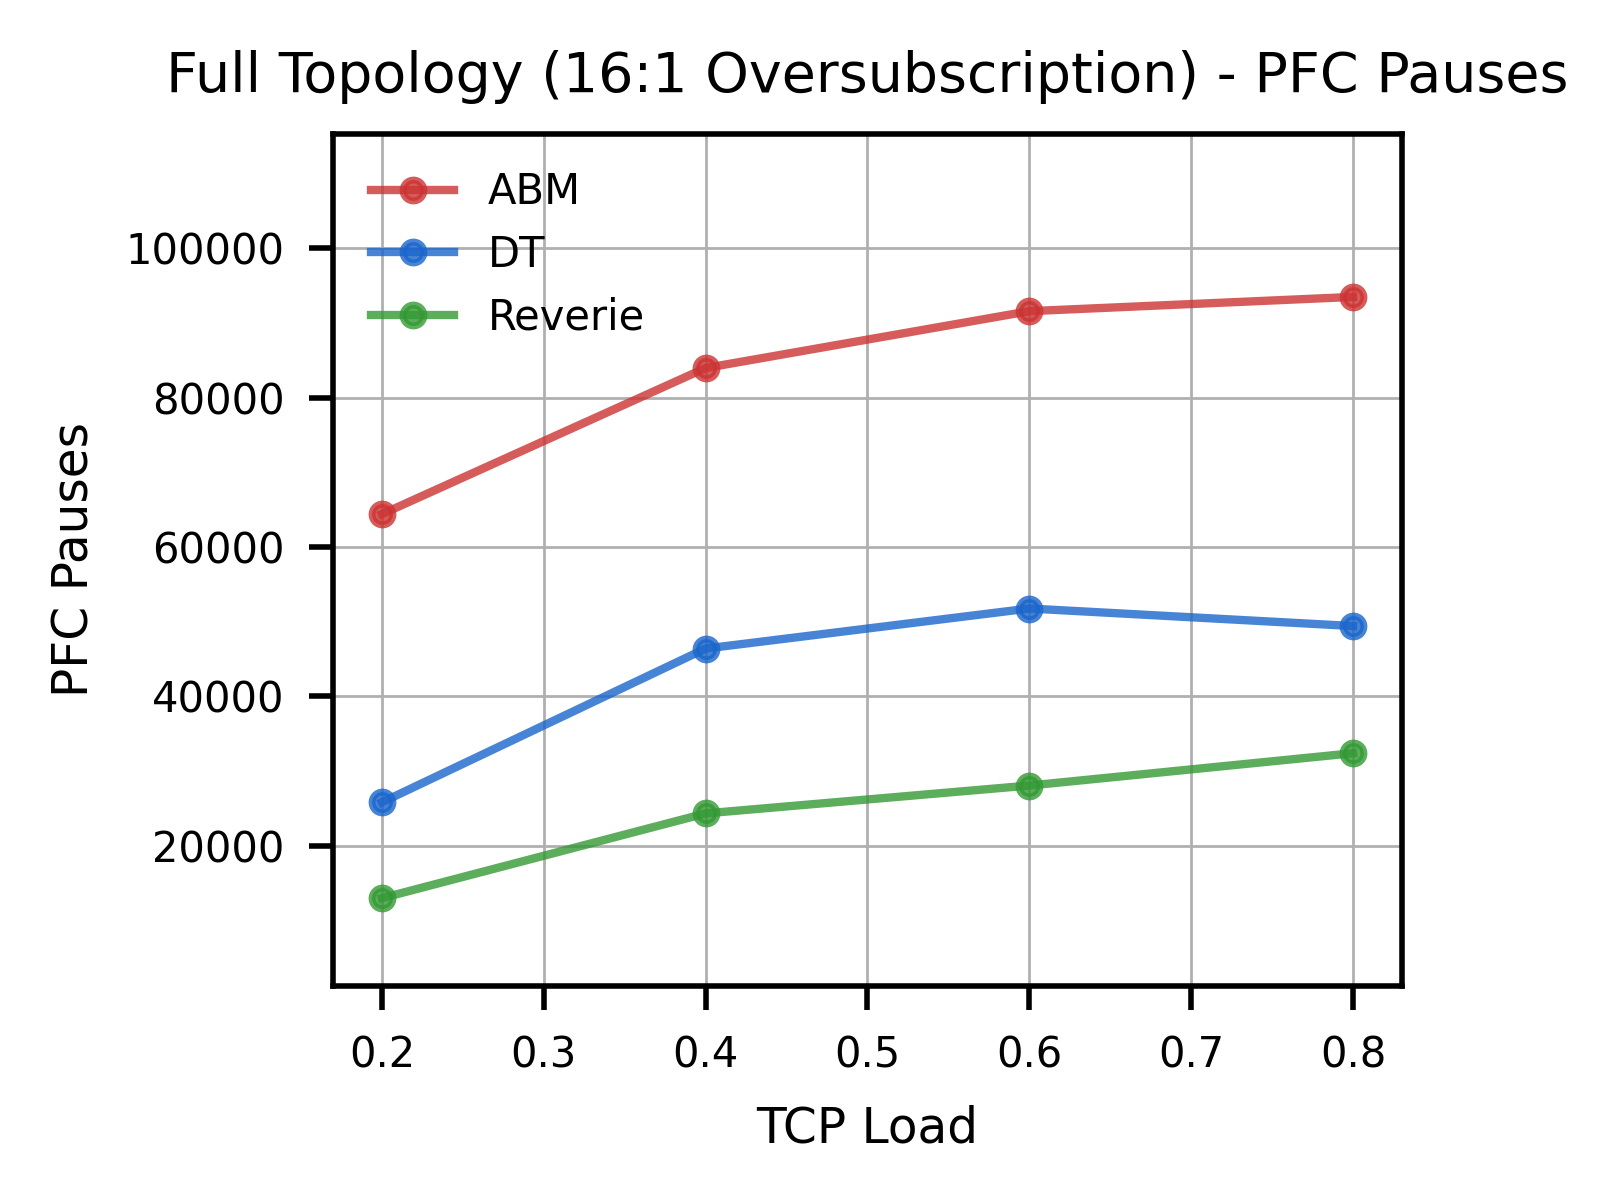 Full Topology (16:1 Oversubscription) - PFC Pauses
ABM
DT
Reverie
PFC Pauses
100000
80000
60000
40000
20000
0.2 0.3 0.4 0.5 0.6 0.7 0.8
TCP Load